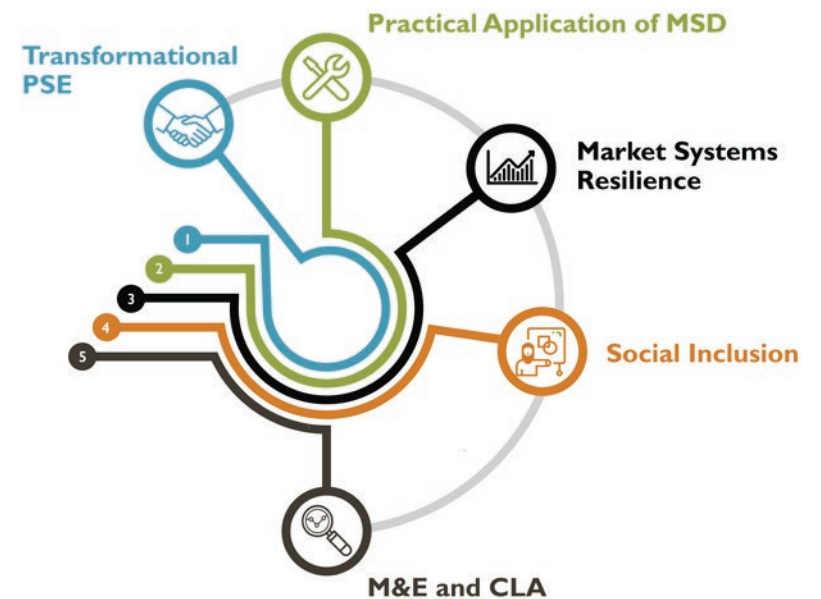 Practical Application of MSD
Transformational
PSE
Market Systems
Resilience
1
2
3
4
5
Social Inclusion
M&E and CLA